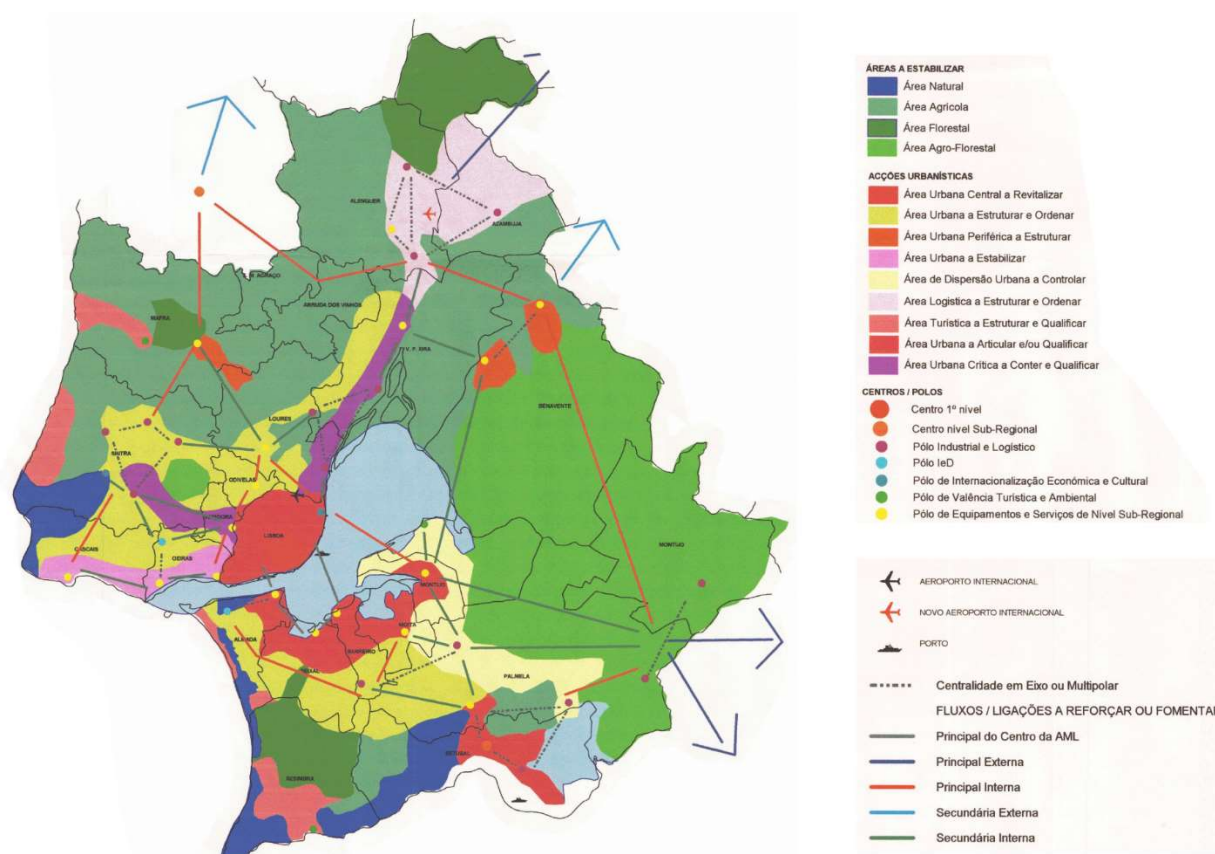 ALENQUER
AZAMBUJA
ARRUDA DOS VINHOS
MAFRA
V. F. XIRA
BENAVENTE
LOURES
SINTRA
ODIVELAS
AMADORA
LISBOA
CASCAIS
OEIRAS
MONTIJO
MONTIJO
MOITA
ALMADA
BARREIRO
SEIXAL
PALMELA
SETÚBAL
SESIMBRA
ÁREAS A ESTABILIZAR
Área Natural
Área Agrícola
Área Florestal
Área Agro-Florestal
ACÇÕES URBANÍSTICAS
Área Urbana Central a Revitalizar
Área Urbana a Estruturar e Ordenar
Área Urbana Periférica a Estruturar
Área Urbana a Estabilizar
Área de Dispersão Urbana a Controlar
Area Logística a Estruturar e Ordenar
Área Turística a Estruturar e Qualificar
Área Urbana a Articular e/ou Qualificar
Área Urbana Crítica a Conter e Qualificar
CENTROS / POLOS
Centro 1º nível
Centro nível Sub-Regional
Pólo Industrial e Logístico
Pólo IeD
Pólo de Internacionalização Económica e Cultural
Pólo de Valência Turística e Ambiental
Pólo de Equipamentos e Serviços de Nível Sub-Regional
AEROPORTO INTERNACIONAL
NOVO AEROPORTO INTERNACIONAL
PORTO
Centralidade em Eixo ou Multipolar
FLUXOS / LIGAÇÕES A REFORÇAR OU FOMENTAR
Principal do Centro da AML
Principal Externa
Principal Interna
Secundária Externa
Secundária Interna